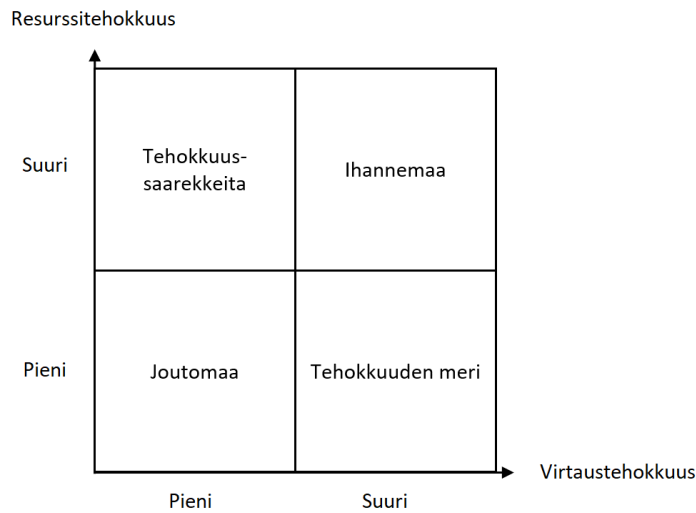 Resurssitehokkuus
Suuri
Tehokkuus-
saarekkeita
Ihannemaa
Pieni
Joutomaa
Tehokkuuden meri
Virtaustehokkuus
Pieni
Suuri